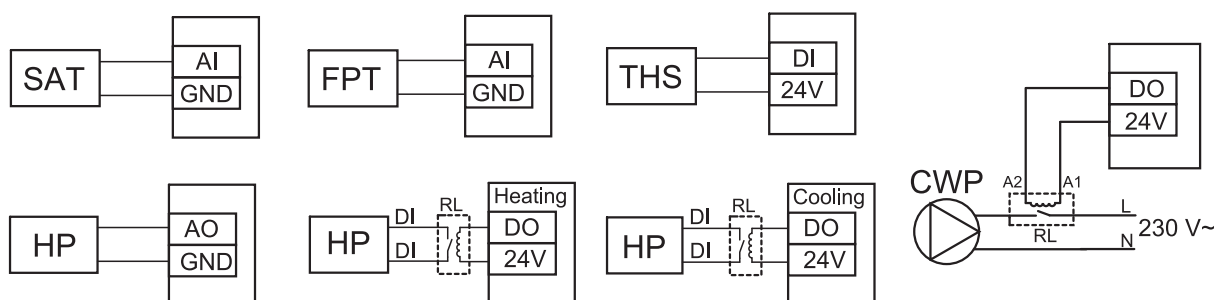 SAT
AI
GND
FPT
AI
GND
THS
DI
24V
DO
24V
CWP
A2
A1
RL
L
N
230 V~
HP
AO
GND
HP
DI
DI
RL
Heating
DO
24V
HP
DI
DI
RL
Cooling
DO
24V